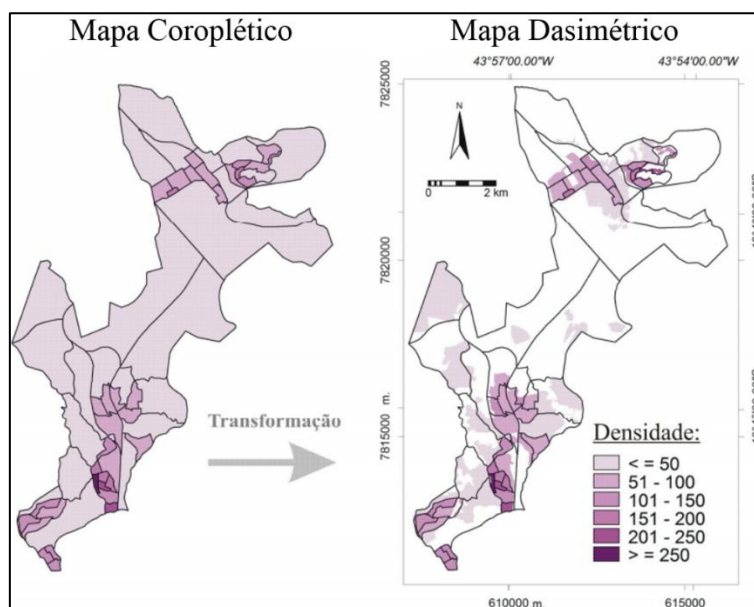 Mapa Coroplético
Mapa Dasimétrico
43°57'00.00"W
43°54'00.00"W
7825000
N
0 2 km
7820000
Transformação
7815000 m.
Densidade:
< = 50
51 - 100
101 - 150
151 - 200
201 - 250
> = 250
610000 m.
615000